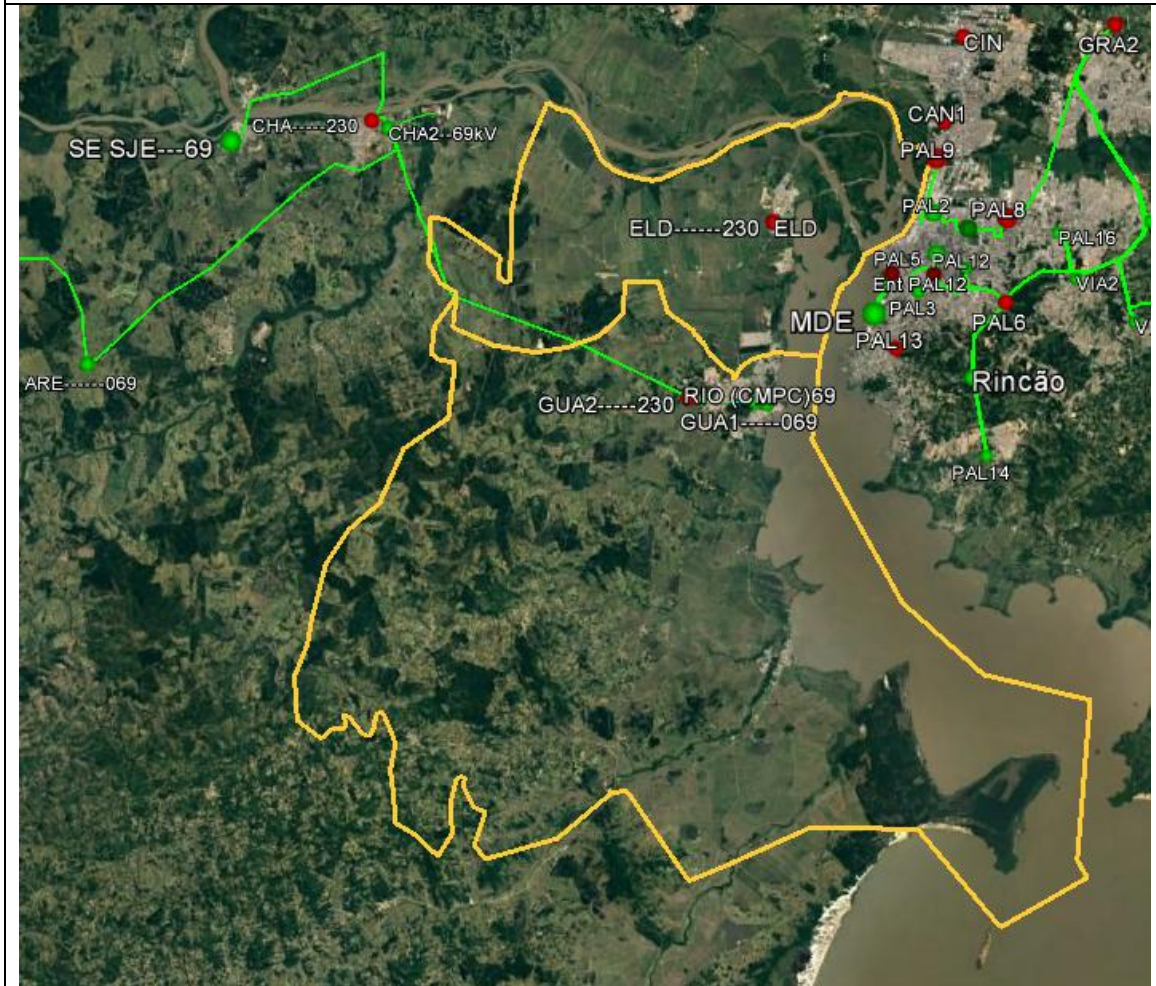 CIN
GRA2
CHA-----230
CHA2--69kV
CAN1
SE SJE---69
PAL9
PAL2
PAL8
ELD------230
ELD
PAL16
PAL5
PAL12
Ent PAL12
VIA2
PAL3
MDE
PAL6
V
PAL13
ARE------069
Rincão
GUA2-----230
RIO (CMPC)69
GUA1-----069
PAL14